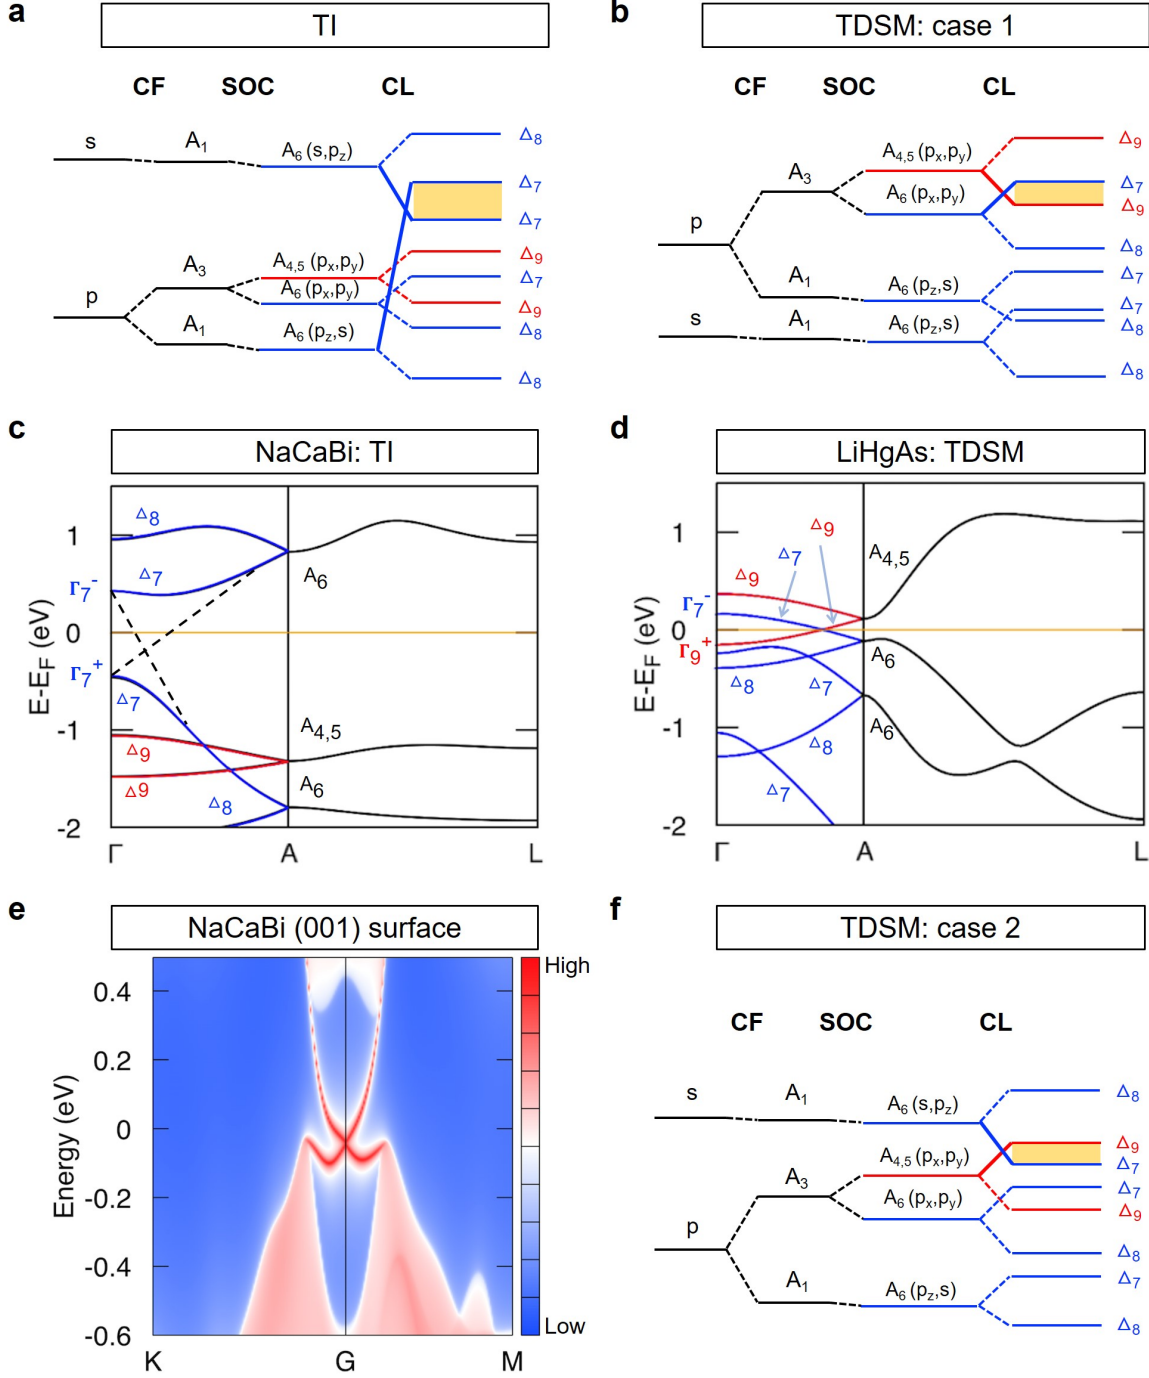 a
TI
CF SOC CL
s
A1
A6 (s,pz)
Δ8
Δ7
Δ7
p
A3
A4,5 (px,py)
A6 (px,py)
A1
A6 (pz,s)
Δ9
Δ7
Δ9
Δ8
Δ8
b
TDSM: case 1
CF SOC CL
p
A3
A4,5 (px,py)
A6 (px,py)
Δ9
Δ7
Δ9
Δ8
A1
A6 (pz,s)
Δ7
s
A1
A6 (pz,s)
Δ7
Δ8
Δ8
c
NaCaBi: TI
E-EF (eV)
1
0
-1
-2
Γ7-
Γ7+
Δ8
Δ7
A6
Δ7
Δ9
Δ9
Δ8
A4,5
A6
Γ A L
d
LiHgAs: TDSM
E-EF (eV)
1
0
-1
-2
Γ7-
Γ9+
Δ9
Δ7
Δ9
A4,5
A6
Δ8
Δ7
A6
Δ8
Δ7
Γ A L
e
NaCaBi (001) surface
Energy (eV)
0.4
0.2
0
-0.2
-0.4
-0.6
K G M
High
Low
f
TDSM: case 2
CF SOC CL
s
A1
A6 (s,pz)
Δ8
p
A3
A4,5 (px,py)
A6 (px,py)
Δ9
Δ7
Δ7
Δ9
Δ8
A1
A6 (pz,s)
Δ7
Δ8